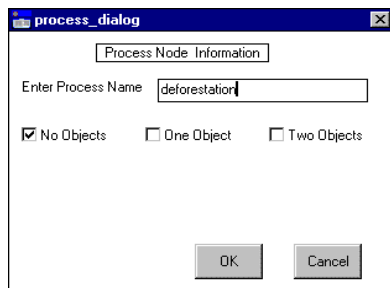 process_dialog
Process Node Information
Enter Process Name deforestation
No Objects One Object Two Objects
OK Cancel